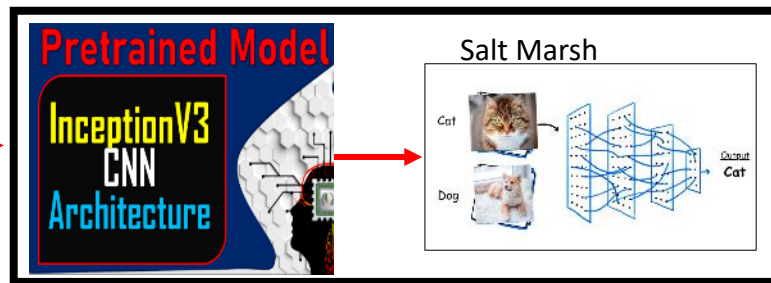 Pretrained Model
InceptionV3
CNN
Architecture
Salt Marsh
Cat
Dog
Output
Cat